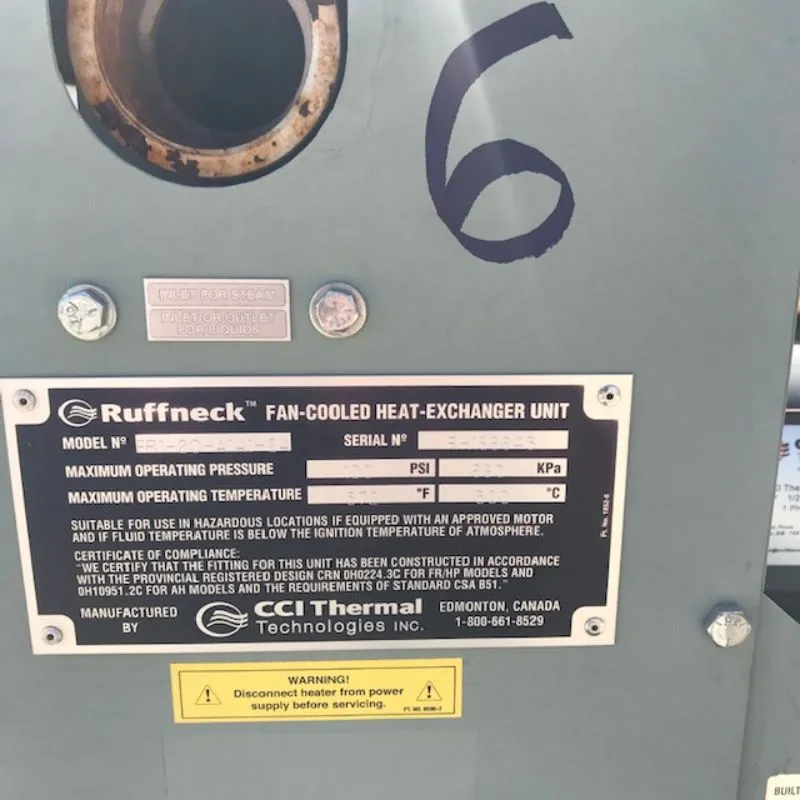 6
INLET FOR STEAM
INLET OR OUTLET
FOR LIQUIDS
Ruffneck™ FAN-COOLED HEAT-EXCHANGER UNIT
MODEL Nº SERIAL Nº
MAXIMUM OPERATING PRESSURE PSI KPa
MAXIMUM OPERATING TEMPERATURE °F °C
SUITABLE FOR USE IN HAZARDOUS LOCATIONS IF EQUIPPED WITH AN APPROVED MOTOR
AND IF FLUID TEMPERATURE IS BELOW THE IGNITION TEMPERATURE OF ATMOSPHERE.
CERTIFICATE OF COMPLIANCE:
"WE CERTIFY THAT THE FITTING FOR THIS UNIT HAS BEEN CONSTRUCTED IN ACCORDANCE
WITH THE PROVINCIAL REGISTERED DESIGN CRN 0H0224.3C FOR FR/HP MODELS AND
0H10951.2C FOR AH MODELS AND THE REQUIREMENTS OF STANDARD CSA B51."
MANUFACTURED
BY
CCI Thermal
Technologies INC.
EDMONTON, CANADA
1-800-661-8529
WARNING!
Disconnect heater from power
supply before servicing.
BUILT